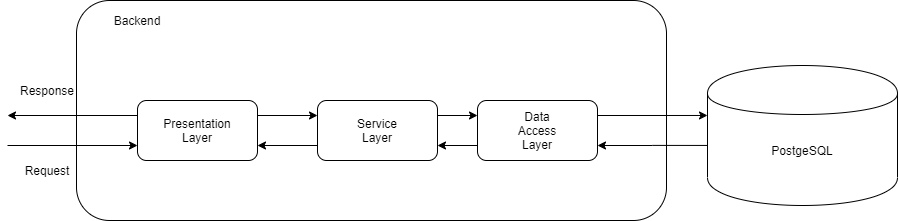 Backend
Response
Request
Presentation
Layer
Service
Layer
Data
Access
Layer
PostgeSQL